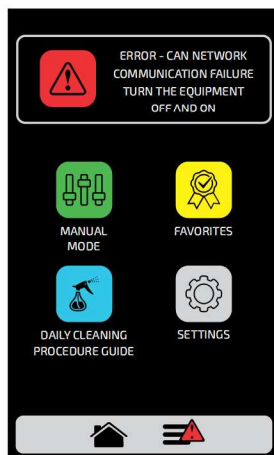 ERROR - CAN NETWORK
COMMUNICATION FAILURE
TURN THE EQUIPMENT
OFF AND ON
MANUAL
MODE
FAVORITES
DAILY CLEANING
PROCEDURE GUIDE
SETTINGS